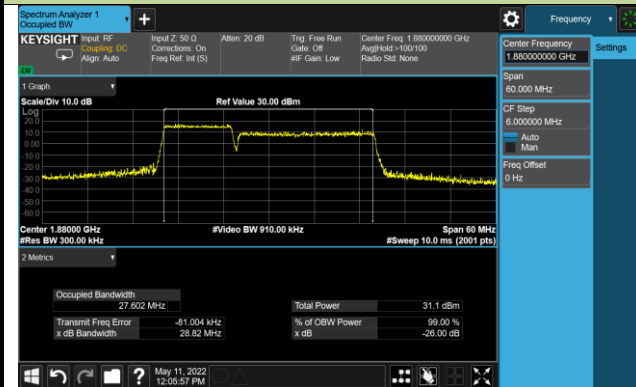 Spectrum Analyzer 1
Occupied BW
+
Frequency
KEYSIGHT
Input: RF
Coupling: DC
Align: Auto
Input Z: 50 Ω
Corrections: On
Freq Ref: Int (S)
Atten: 20 dB
Trig: Free Run
Gate: Off
#IF Gain: Low
Center Freq: 1.880000000 GHz
Avg|Hold:>100/100
Radio Std: None
Center Frequency
1.880000000 GHz
Settings
Span
60.000 MHz
CF Step
6.000000 MHz
Auto
Man
Freq Offset
0 Hz
1 Graph
Scale/Div 10.0 dB
Ref Value 30.00 dBm
Log
20.0
10.0
0.00
-10.0
-20.0
-30.0
-40.0
-50.0
-60.0
Center 1.88000 GHz
#Video BW 910.00 kHz
Span 60 MHz
#Res BW 300.00 kHz
#Sweep 10.0 ms (2001 pts)
2 Metrics
Occupied Bandwidth
27.602 MHz
Total Power
31.1 dBm
Transmit Freq Error
-81.004 kHz
% of OBW Power
99.00 %
x dB Bandwidth
28.82 MHz
x dB
-26.00 dB
?
May 11, 2022
12:05:57 PM